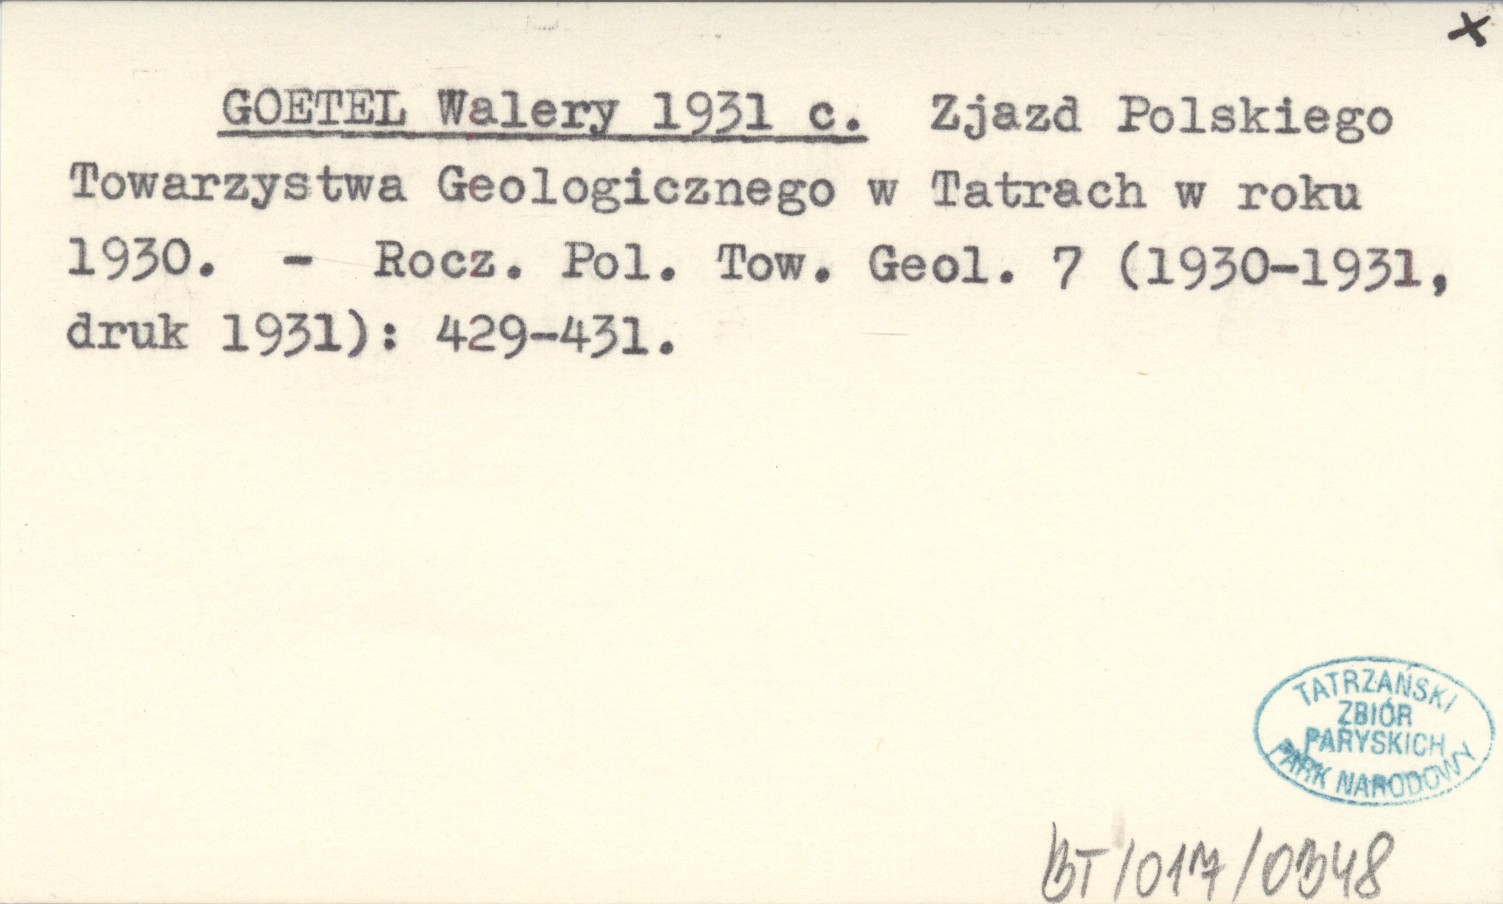 x
GOETEL Walery 1931 c. Zjazd Polskiego
Towarzystwa Geologicznego w Tatrach w roku
1930. - Rocz. Pol. Tow. Geol. 7 (1930-1931,
druk 1931): 429-431.
TATRZAŃSKI
ZBIÓR
PARYSKICH
PARK NARODOWY
BT/017/0348